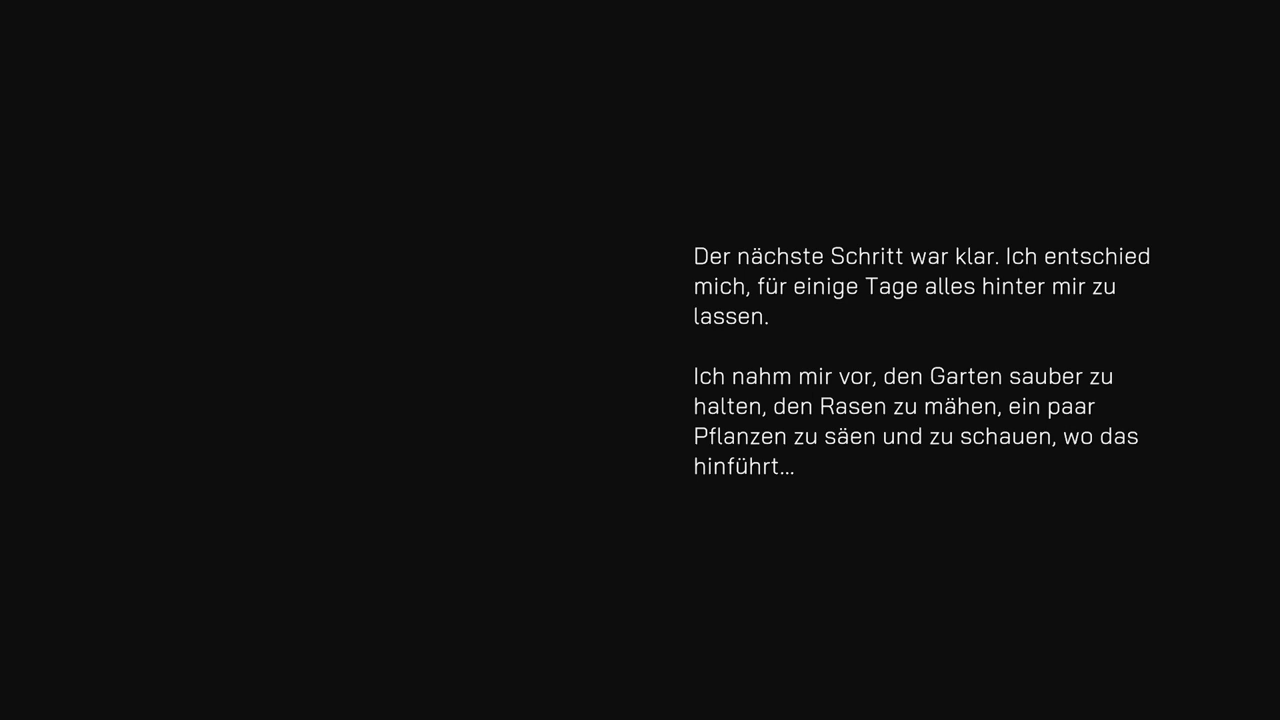 Der nächste Schritt war klar. Ich entschied
mich, für einige Tage alles hinter mir zu
lassen.
Ich nahm mir vor, den Garten sauber zu
halten, den Rasen zu mähen, ein paar
Pflanzen zu säen und zu schauen, wo das
hinführt...